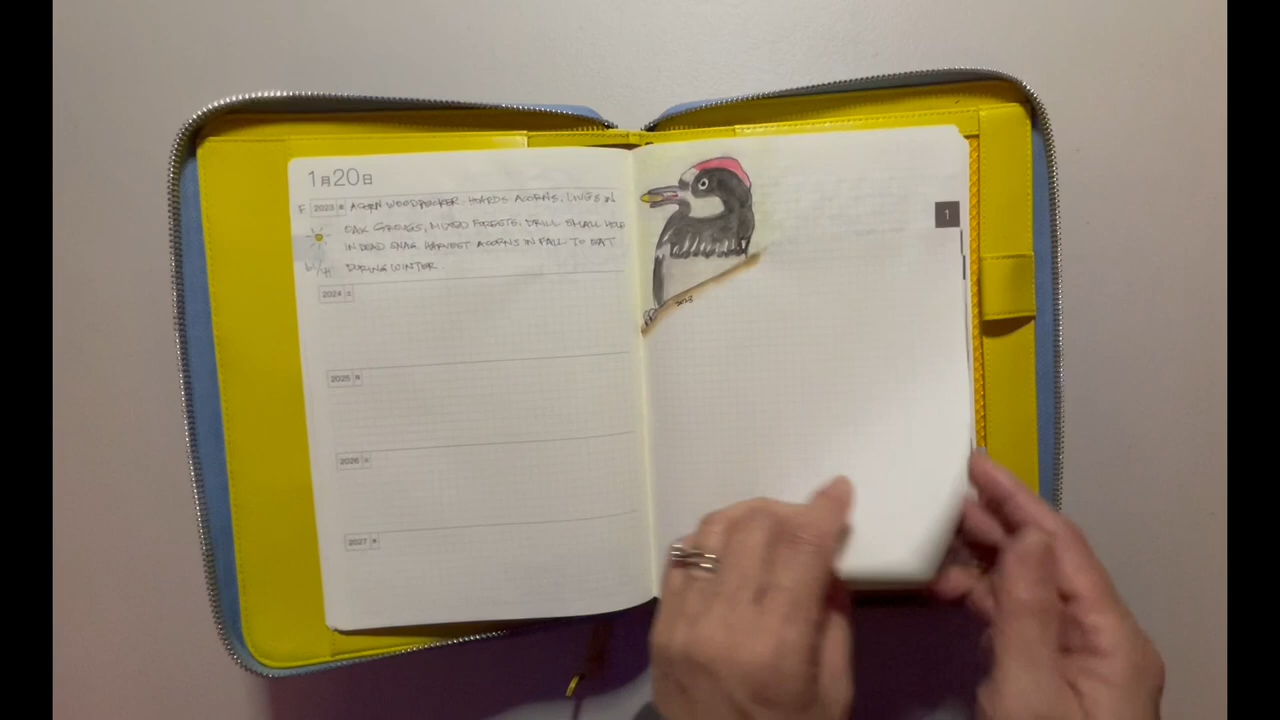 1月20日
F 2023 ACORN WOODPECKER. HOARDS ACORNS. LIVES IN
OAK GROVES, MIXED FORESTS. DRILL SMALL HOLE
IN DEAD SNAG. HARVEST ACORNS IN FALL TO EAT
DURING WINTER.
2024
2025
2026
2027
2023
1